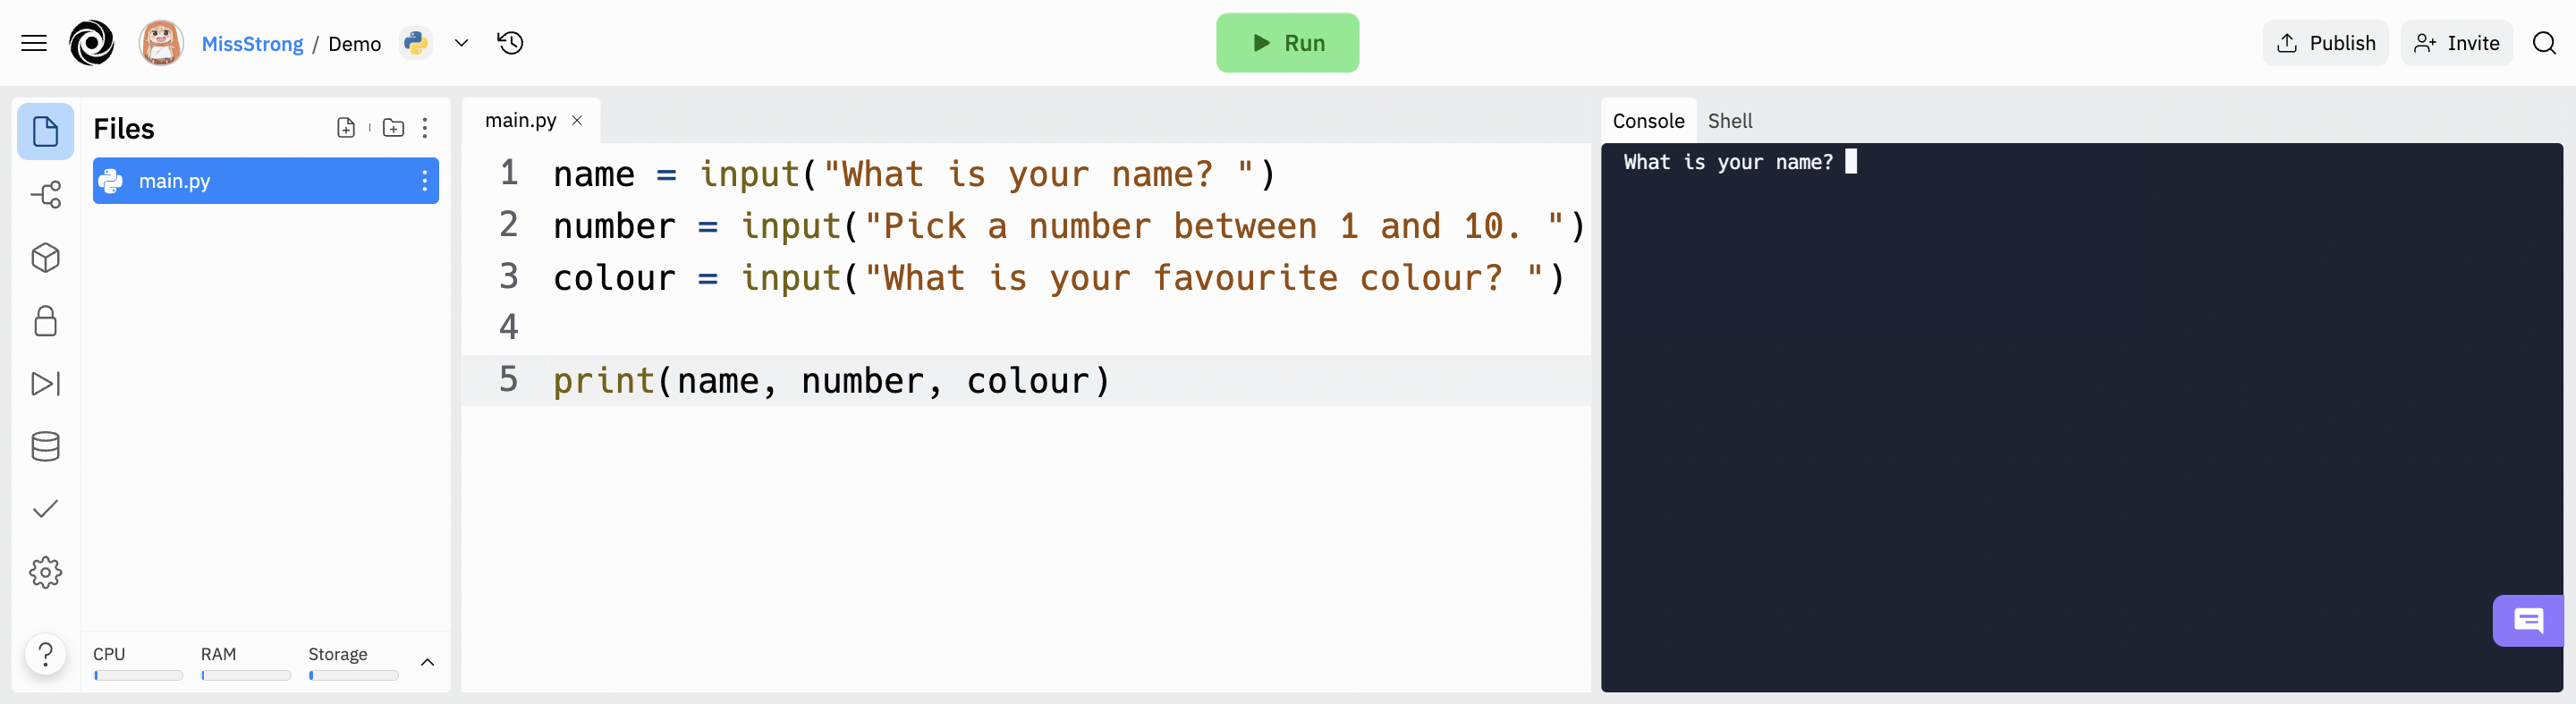 MissStrong / Demo
Run
Publish
Invite
Files
main.py
CPU
RAM
Storage
main.py
1 name = input("What is your name? ")
2 number = input("Pick a number between 1 and 10. ")
3 colour = input("What is your favourite colour? ")
4
5 print(name, number, colour)
Console Shell
What is your name?